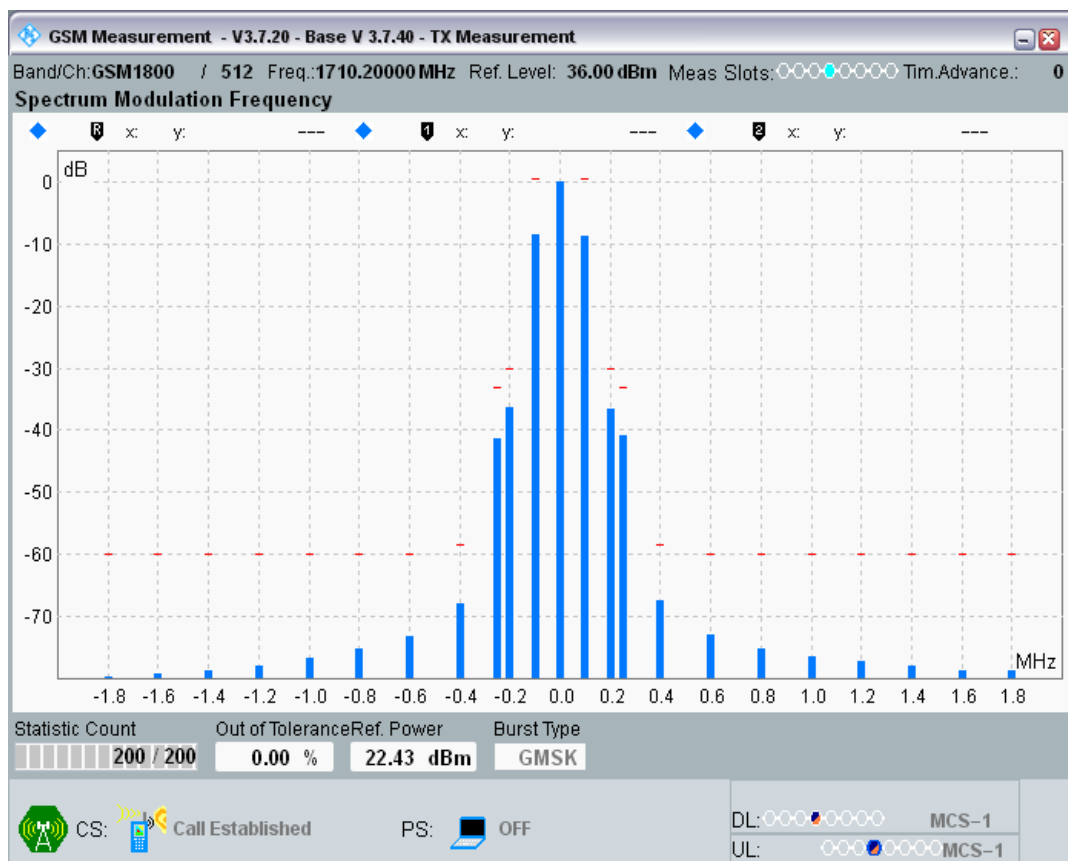 GSM Measurement - V3.7.20 - Base V 3.7.40 - TX Measurement
Band/Ch:GSM1800 / 512 Freq.:1710.20000 MHz Ref. Level: 36.00 dBm Meas Slots: Tim.Advance.: 0
Spectrum Modulation Frequency
R x: y: --- 1 x: y: --- 2 x: y: ---
dB
0
-10
-20
-30
-40
-50
-60
-70
MHz
-1.8 -1.6 -1.4 -1.2 -1.0 -0.8 -0.6 -0.4 -0.2 0.0 0.2 0.4 0.6 0.8 1.0 1.2 1.4 1.6 1.8
Statistic Count Out of Tolerance Ref. Power Burst Type
200 / 200 0.00 % 22.43 dBm GMSK
CS: Call Established PS: OFF
DL: MCS-1
UL: MCS-1